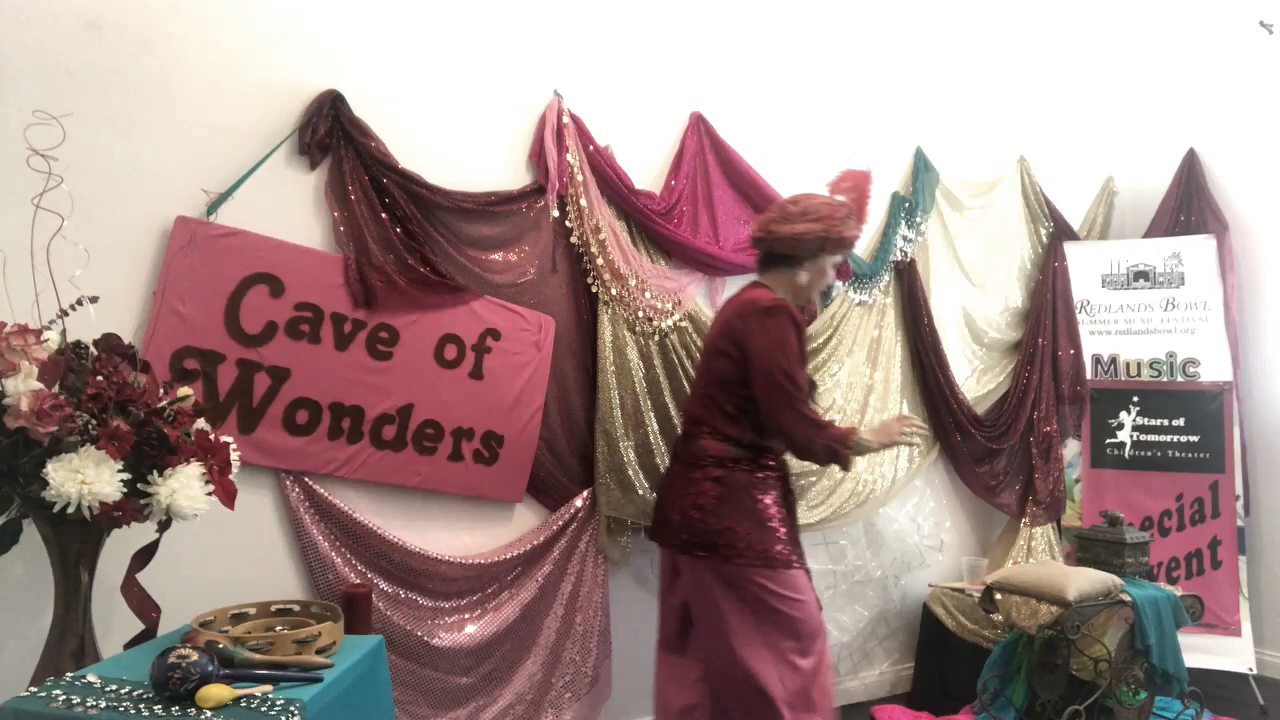 Cave of
Wonders
REDLANDS BOWL
SUMMER MUSIC FESTIVAL
www.redlandsbowl.org
Music
Stars of
Tomorrow
Children's Theater
ecial
vent